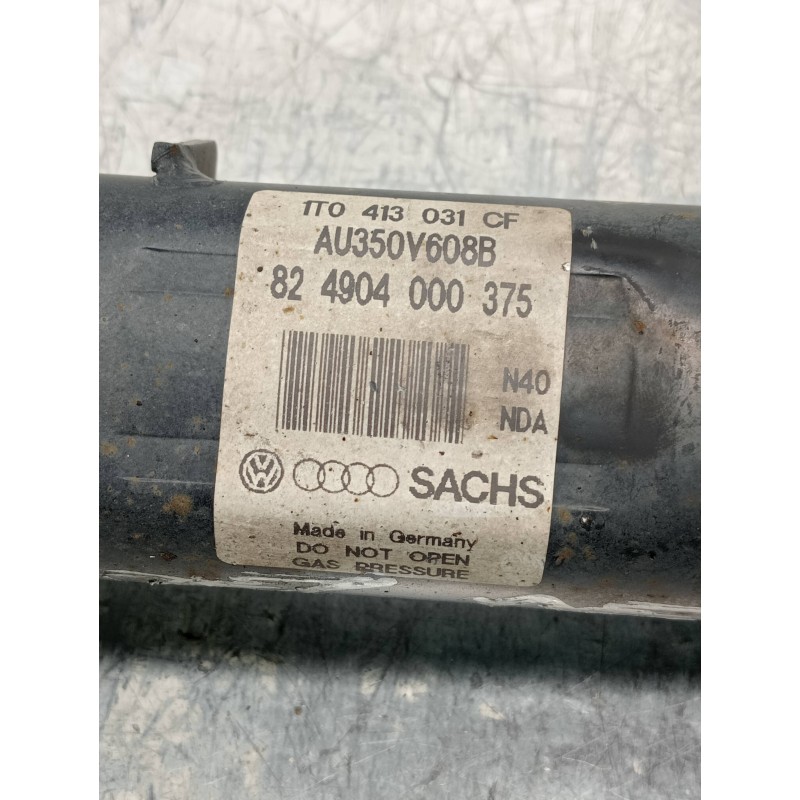 1T0 413 031 CF
AU350V608B
82 4904 000 375
N40
NDA
SACHS
Made in Germany
DO NOT OPEN
GAS PRESSURE